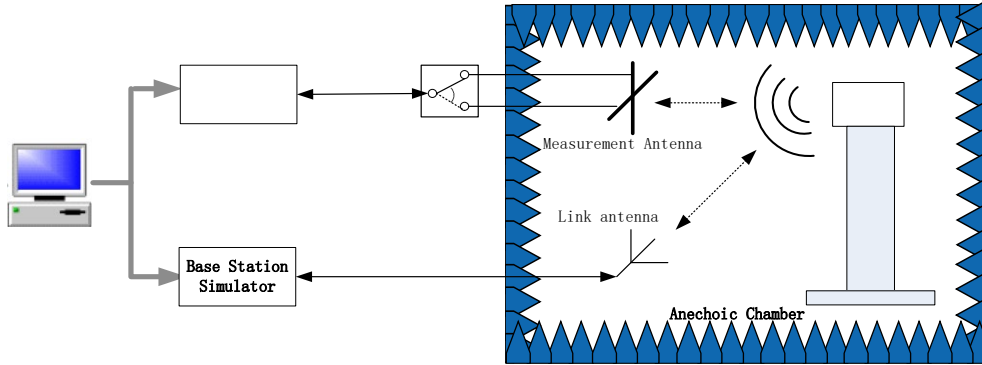 Measurement Antenna
Link antenna
Base Station
Simulator
Anechoic Chamber